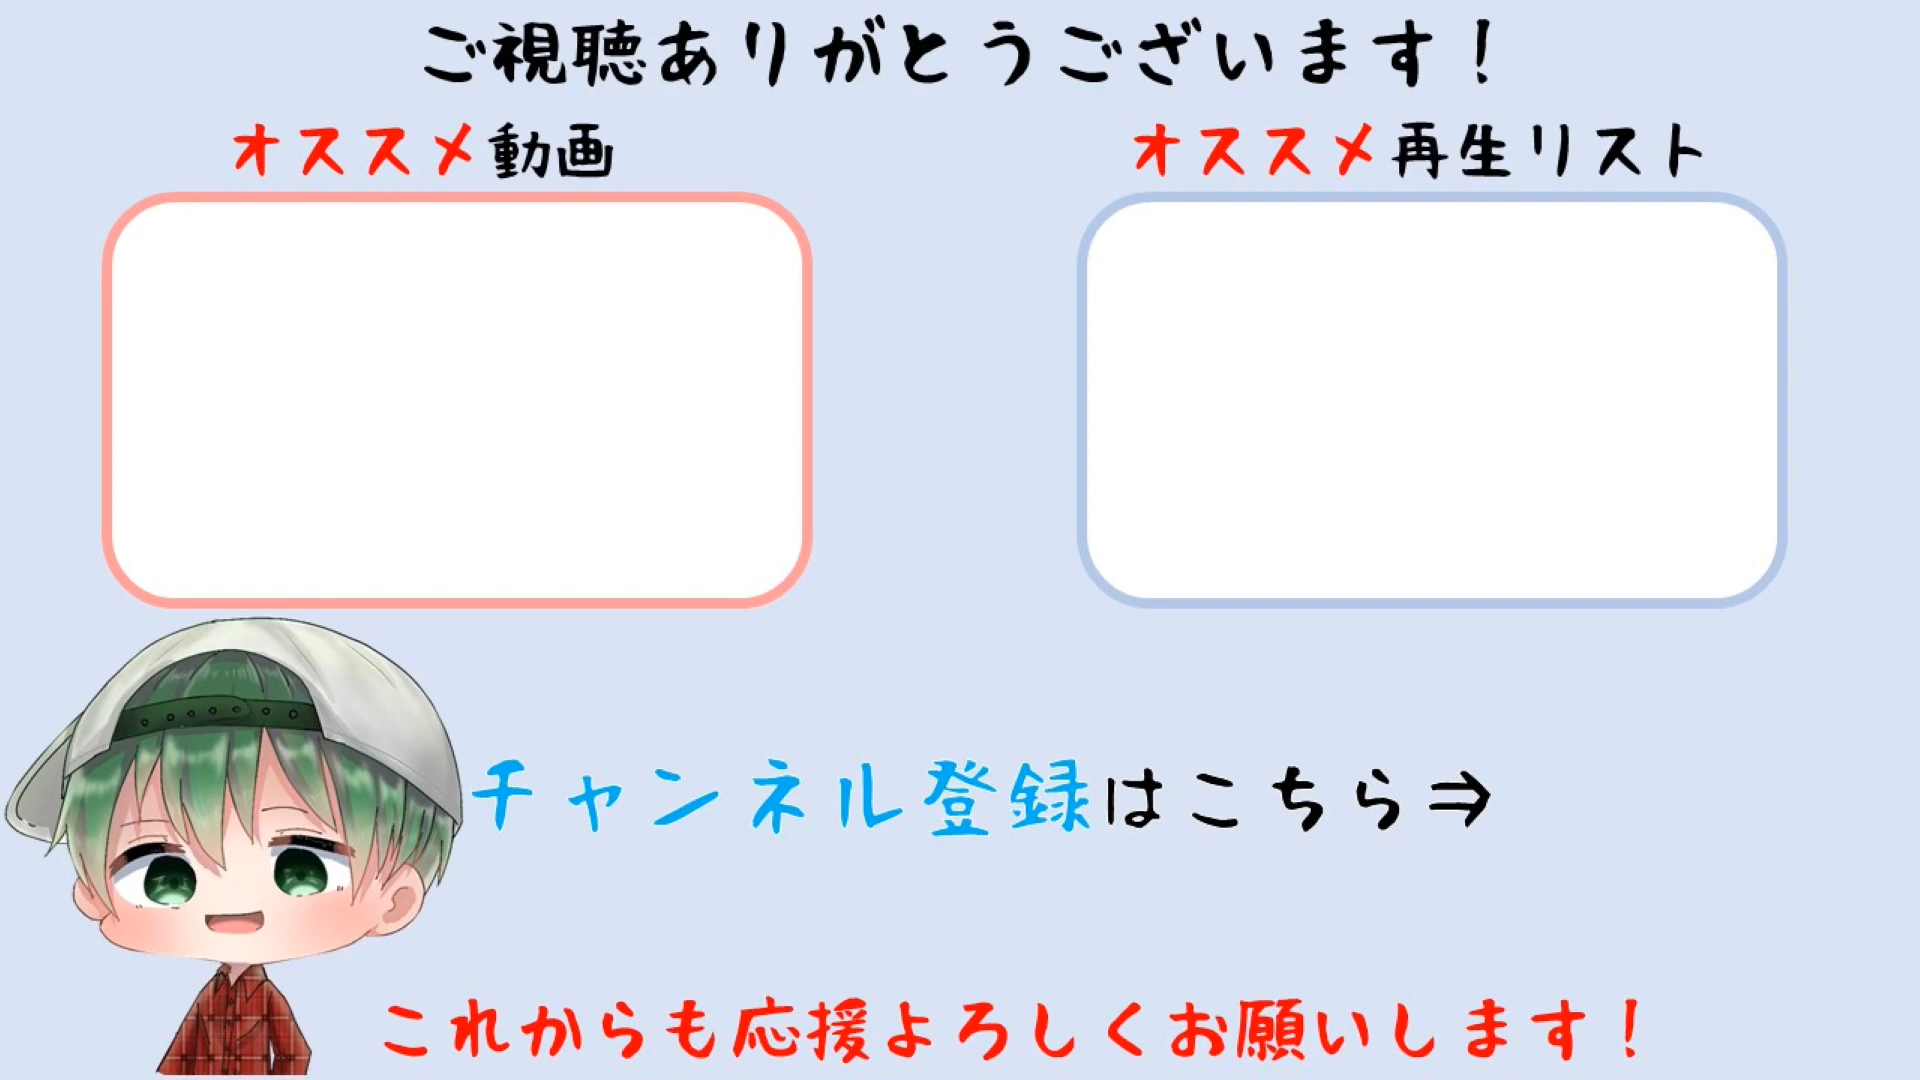 ご視聴ありがとうございます！
オススメ動画
オススメ再生リスト
チャンネル登録はこちら⇒
これからも応援よろしくお願いします！